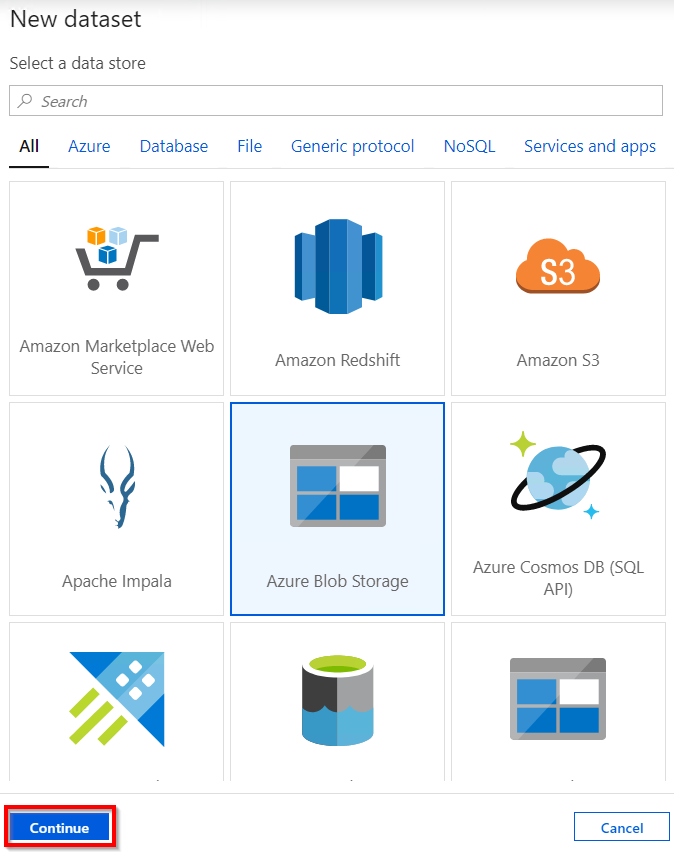 New dataset
Select a data store
Search
All Azure Database File Generic protocol NoSQL Services and apps
S3
Amazon Marketplace Web
Service
Amazon Redshift
Amazon S3
Apache Impala
Azure Blob Storage
Azure Cosmos DB (SQL
API)
Continue
Cancel